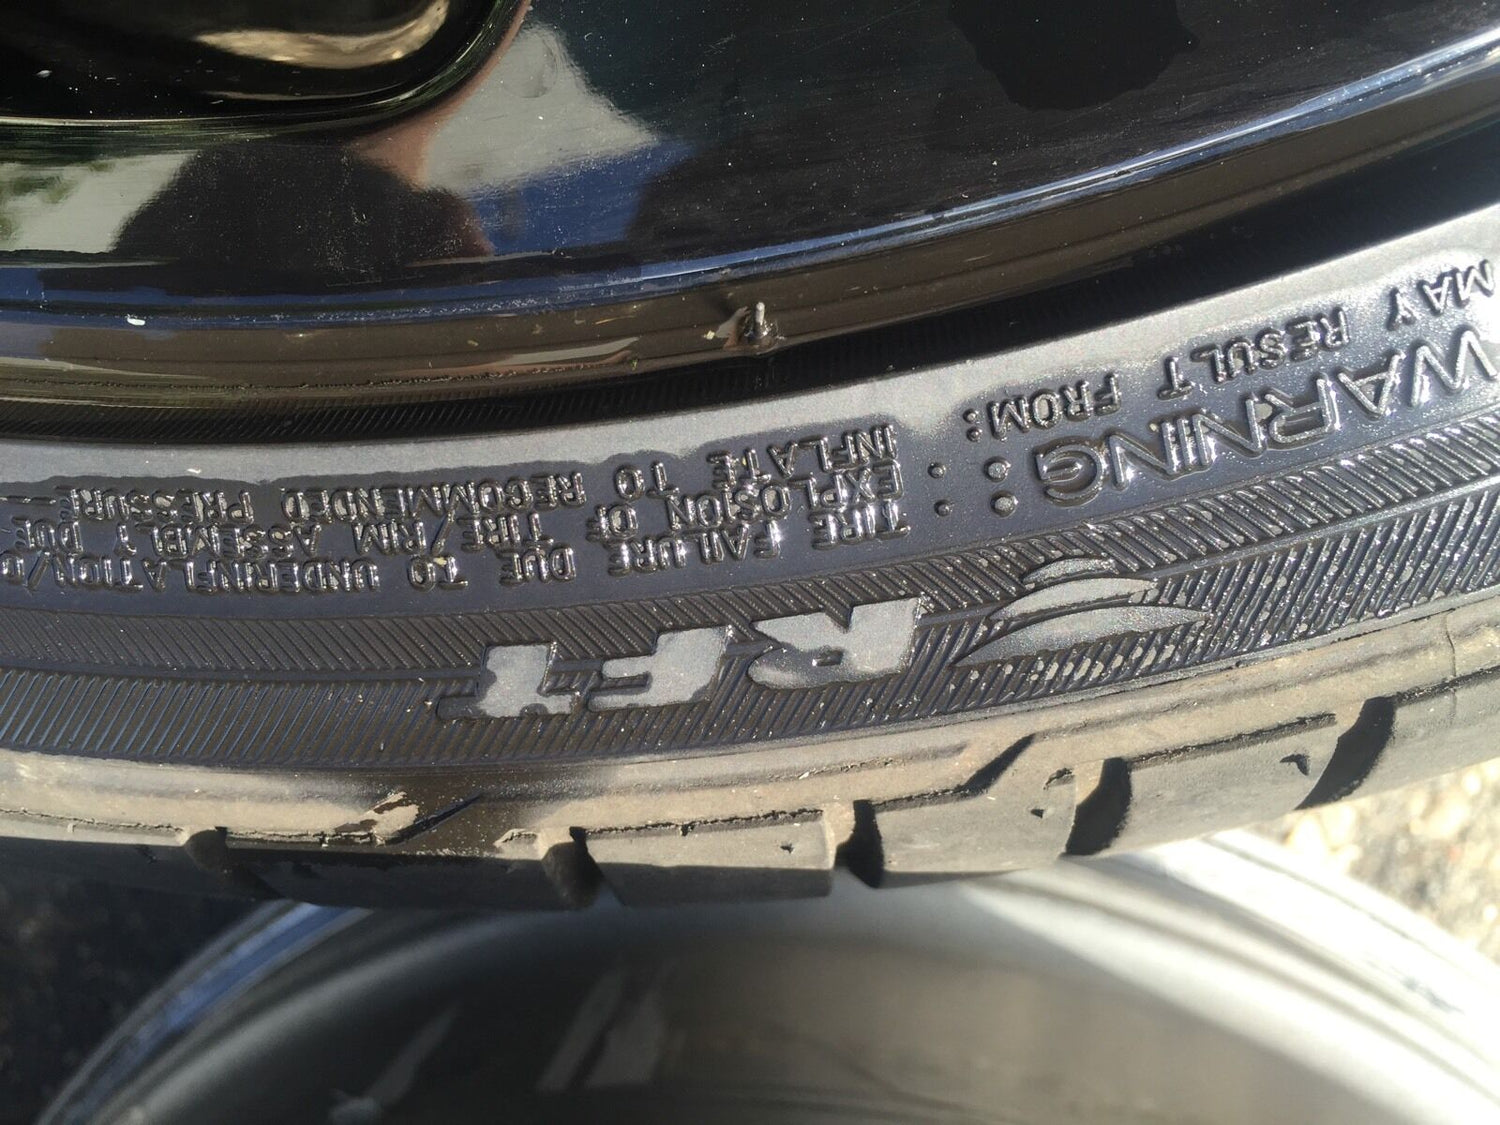 RFT
WARNING :
MAY RESULT FROM:
TIRE FAILURE DUE TO UNDERINFLATION/
EXPLOSION OF TIRE/RIM ASSEMBLY DUE
INFLATE TO RECOMMENDED PRESSURE